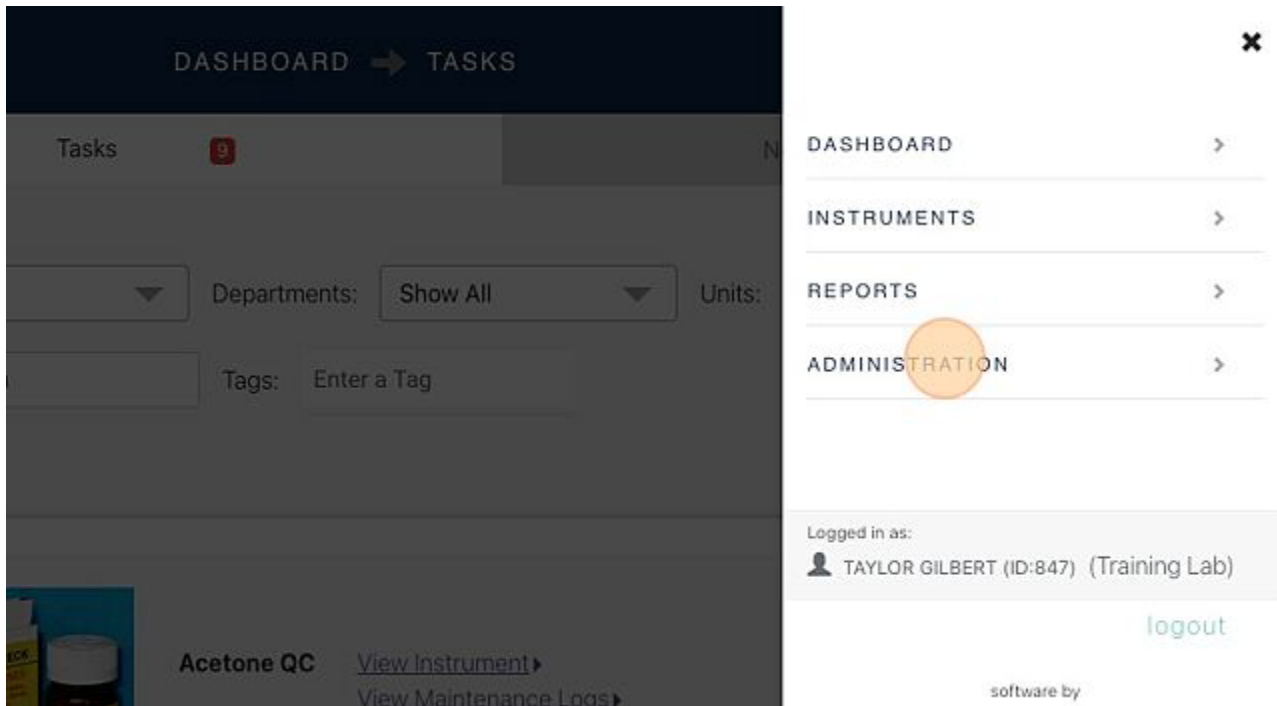 DASHBOARD TASKS
Tasks 9 N
Departments: Show All Units:
Tags: Enter a Tag
Acetone QC View Instrument
View Maintenance Logs
DASHBOARD
INSTRUMENTS
REPORTS
ADMINISTRATION
Logged in as:
TAYLOR GILBERT (ID:847) (Training Lab)
logout
software by